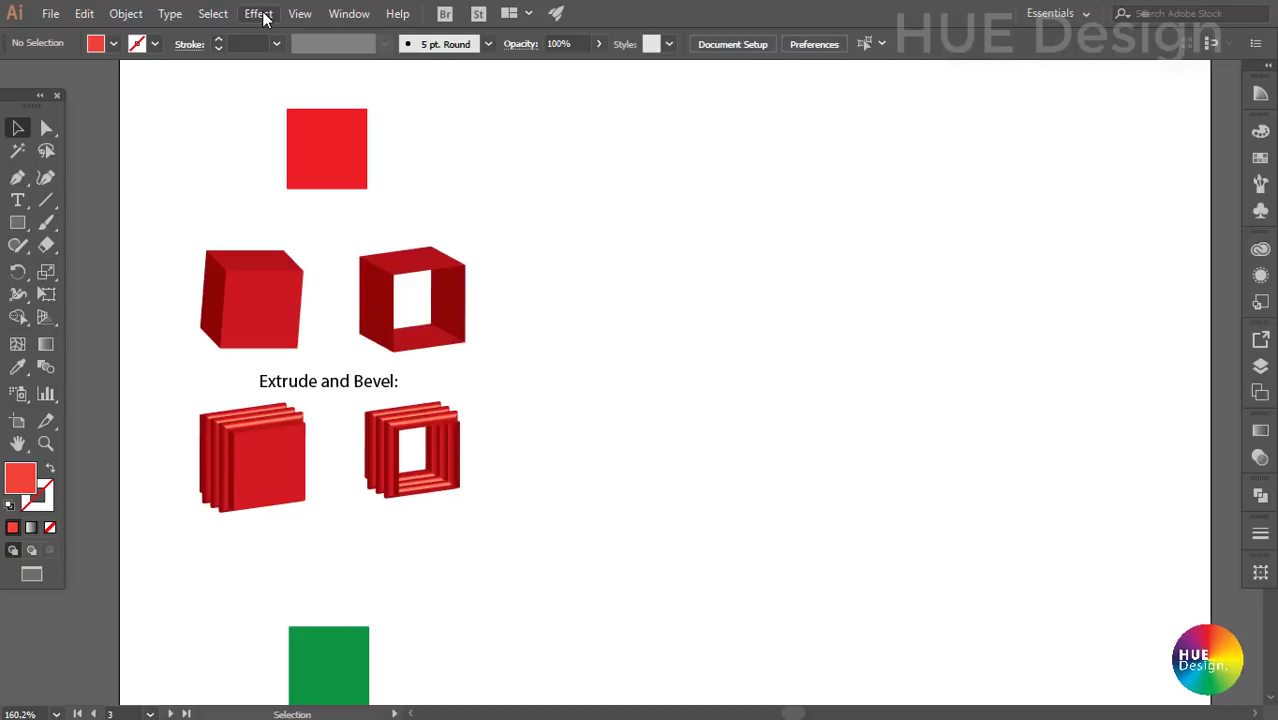 Ai File Edit Object Type Select Effect View Window Help Br St Essentials Search Adobe Stock
No Selection Stroke: 5 pt. Round Opacity: 100% Style: Document Setup Preferences
HUE Design
Extrude and Bevel:
HUE
Design.
160.2% 3 Selection